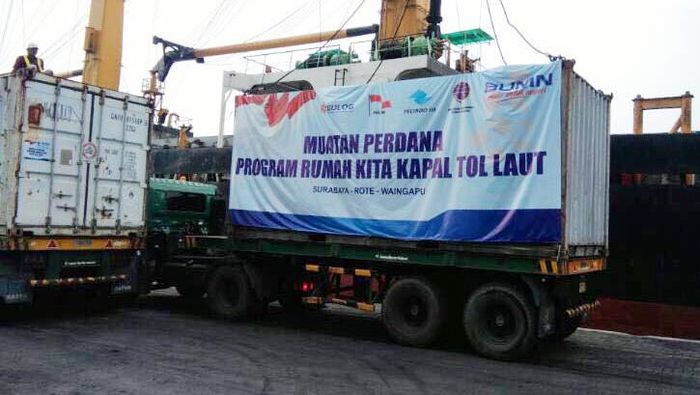 BULOG
PELINDO III
BUMN
MUATAN PERDANA
PROGRAM RUMAH KITA KAPAL TOL LAUT
SURABAYA - ROTE - WAINGAPU